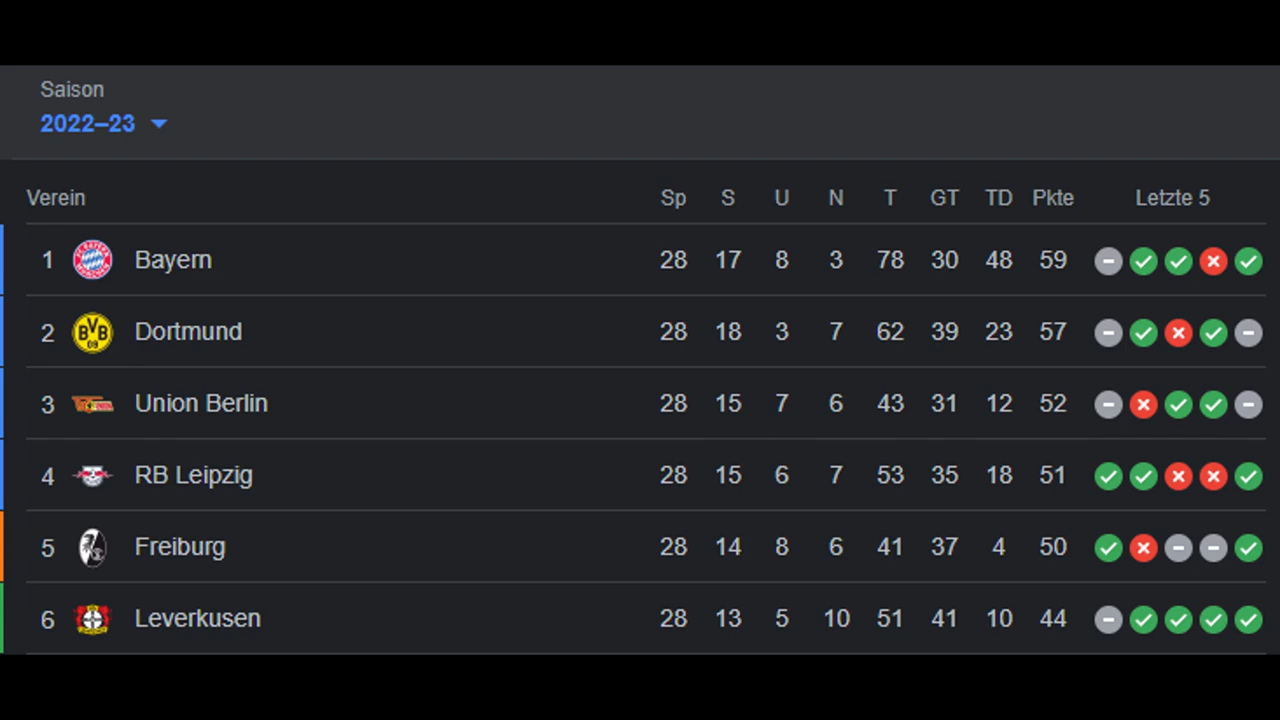 Saison
2022–23
Verein Sp S U N T GT TD Pkte Letzte 5
1 Bayern 28 17 8 3 78 30 48 59
2 BVB 09 Dortmund 28 18 3 7 62 39 23 57
3 Union Berlin 28 15 7 6 43 31 12 52
4 RB Leipzig 28 15 6 7 53 35 18 51
5 Freiburg 28 14 8 6 41 37 4 50
6 Leverkusen 28 13 5 10 51 41 10 44